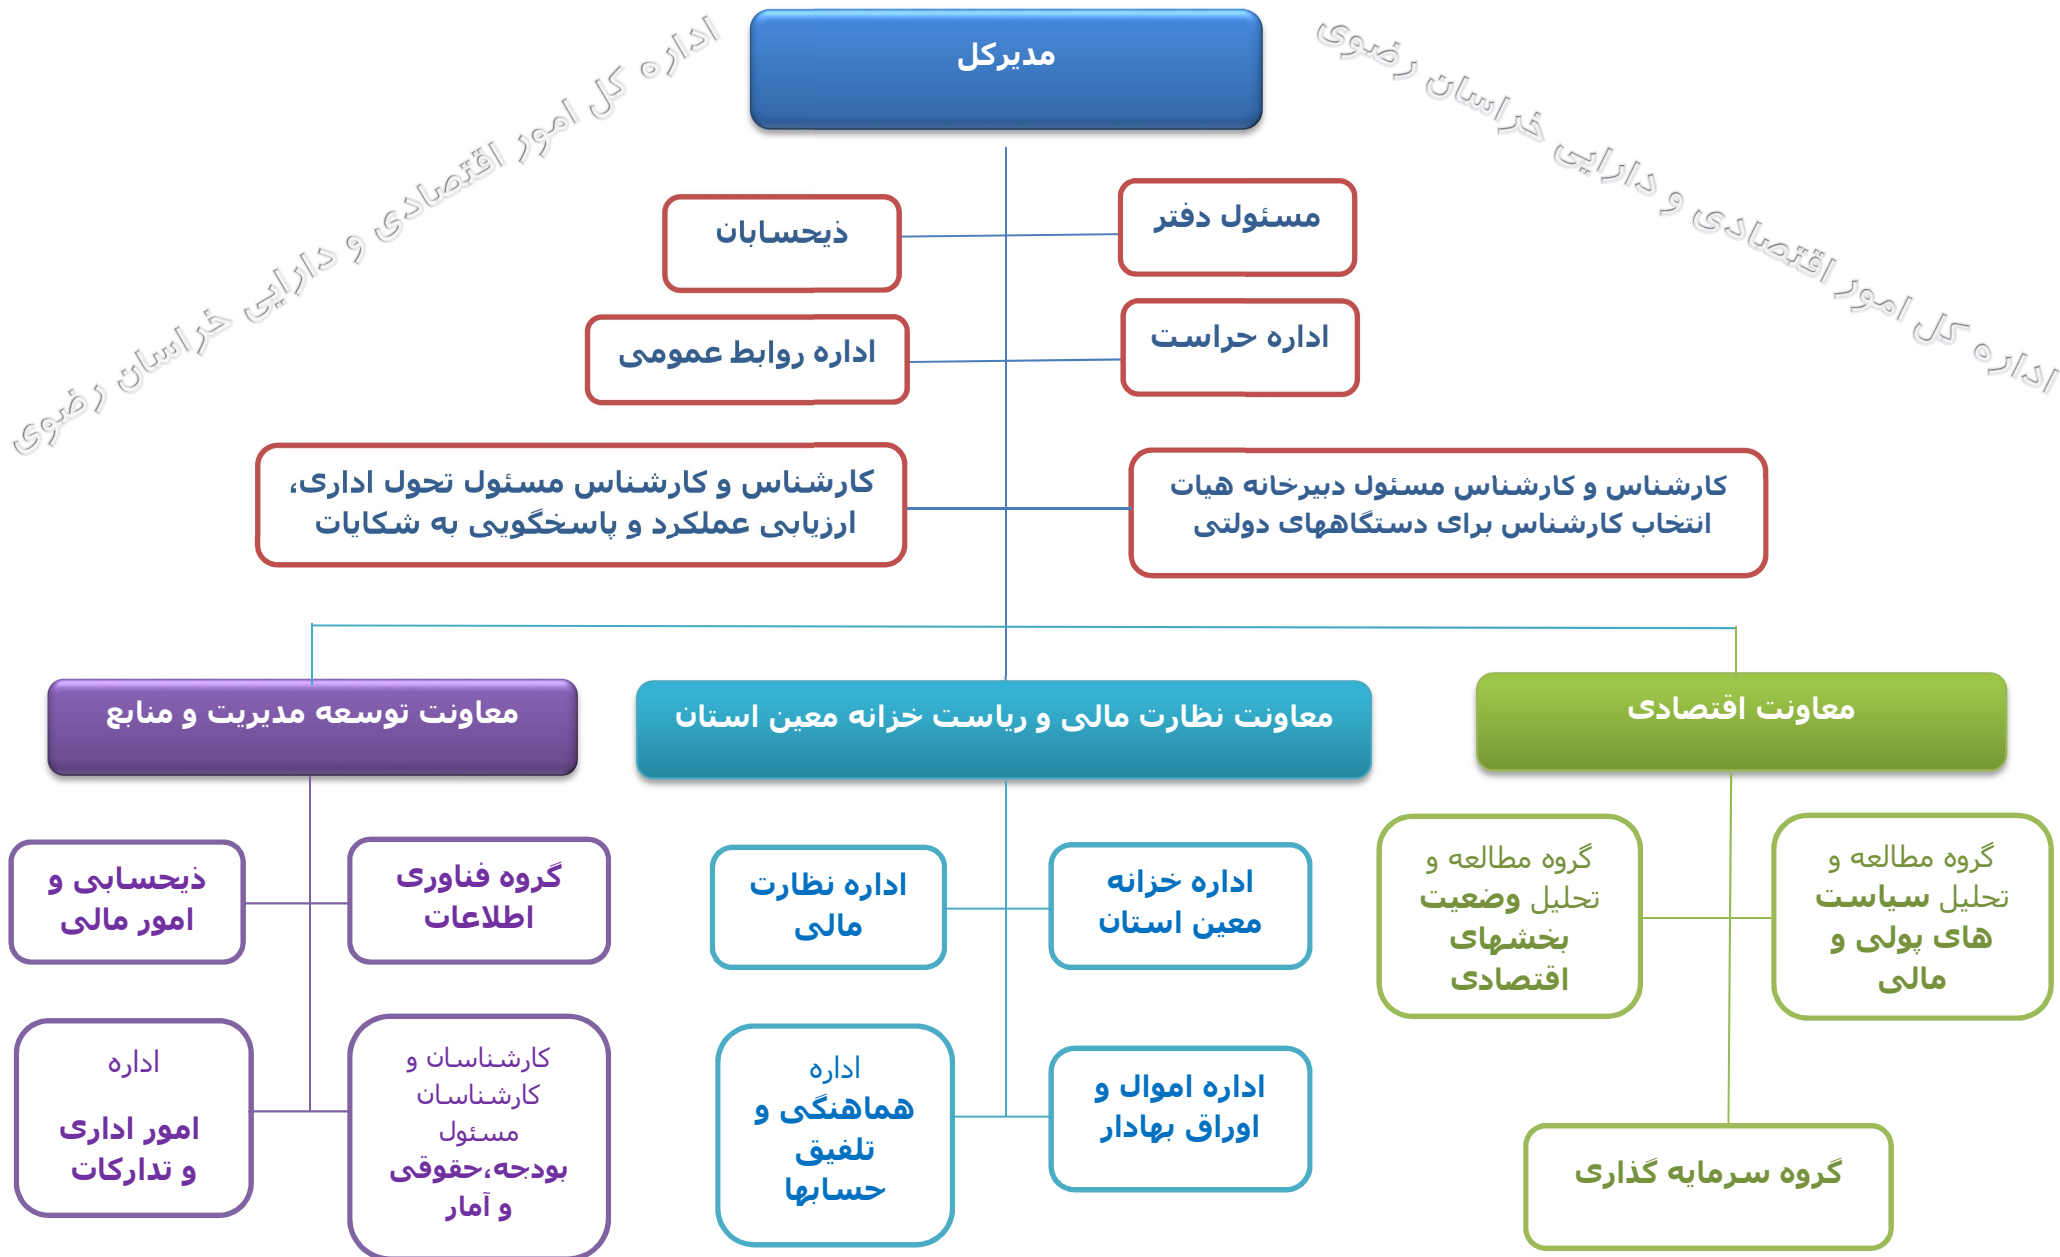 اداره کل امور اقتصادی و دارایی خراسان رضوی
مدیرکل
اداره کل امور اقتصادی و دارایی خراسان رضوی
مسئول دفتر
ذیحسابان
اداره حراست
اداره روابط عمومی
کارشناس و کارشناس مسئول دبیرخانه هیات
انتخاب کارشناس برای دستگاههای دولتی
کارشناس و کارشناس مسئول تحول اداری،
ارزیابی عملکرد و پاسخگویی به شکایات
معاونت اقتصادی
معاونت نظارت مالی و ریاست خزانه معین استان
معاونت توسعه مدیریت و منابع
گروه مطالعه و
تحلیل سیاست
های پولی و
مالی
گروه مطالعه و
تحلیل وضعیت
بخشهای
اقتصادی
گروه سرمایه گذاری
اداره خزانه
معین استان
اداره نظارت
مالی
اداره اموال و
اوراق بهادار
اداره
هماهنگی و
تلفیق
حسابها
گروه فناوری
اطلاعات
ذیحسابی و
امور مالی
کارشناسان و
کارشناسان
مسئول
بودجه،حقوقی
و آمار
اداره
امور اداری
و تدارکات